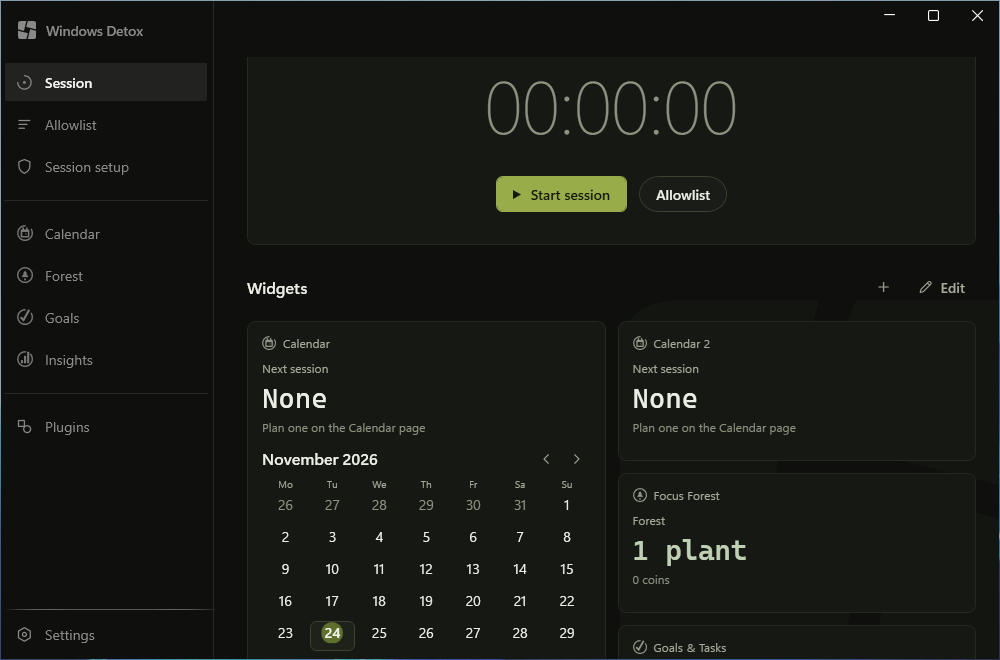 Windows Detox
Session
Allowlist
Session setup
Calendar
Forest
Goals
Insights
Plugins
Settings
00:00:00
Start session
Allowlist
Widgets
Edit
Calendar
Next session
None
Plan one on the Calendar page
November 2026
Mo Tu We Th Fr Sa Su
26 27 28 29 30 31 1
2 3 4 5 6 7 8
9 10 11 12 13 14 15
16 17 18 19 20 21 22
23 24 25 26 27 28 29
Calendar 2
Next session
None
Plan one on the Calendar page
Focus Forest
Forest
1 plant
0 coins
Goals & Tasks